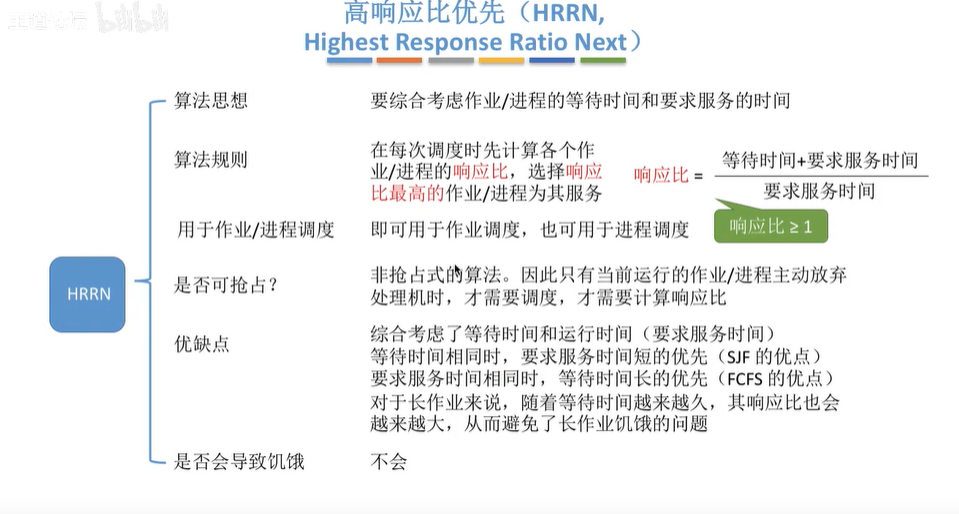 bilibili
高响应比优先（HRRN,
Highest Response Ratio Next）
算法思想
要综合考虑作业/进程的等待时间和要求服务的时间
算法规则
在每次调度时先计算各个作
业/进程的响应比，选择响应
比最高的作业/进程为其服务
响应比 =
等待时间+要求服务时间
要求服务时间
响应比 ≥ 1
用于作业/进程调度
即可用于作业调度，也可用于进程调度
HRRN
是否可抢占？
非抢占式的算法。因此只有当前运行的作业/进程主动放弃
处理机时，才需要调度，才需要计算响应比
优缺点
综合考虑了等待时间和运行时间（要求服务时间）
等待时间相同时，要求服务时间短的优先（SJF 的优点）
要求服务时间相同时，等待时间长的优先（FCFS 的优点）
对于长作业来说，随着等待时间越来越久，其响应比也会
越来越大，从而避免了长作业饥饿的问题
是否会导致饥饿
不会